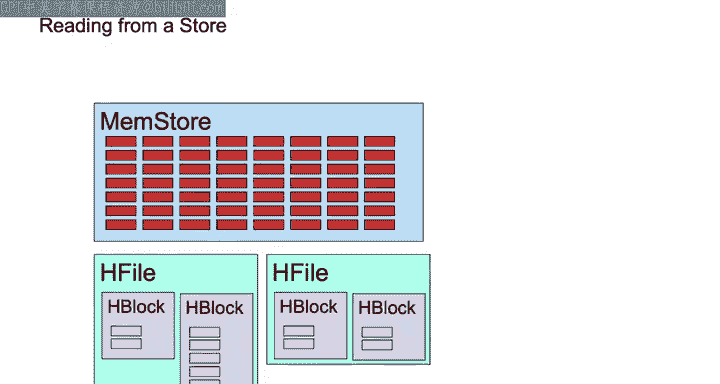 Reading from a Store
MemStore
HFile
HFile
HBlock
HBlock
HBlock
HBlock